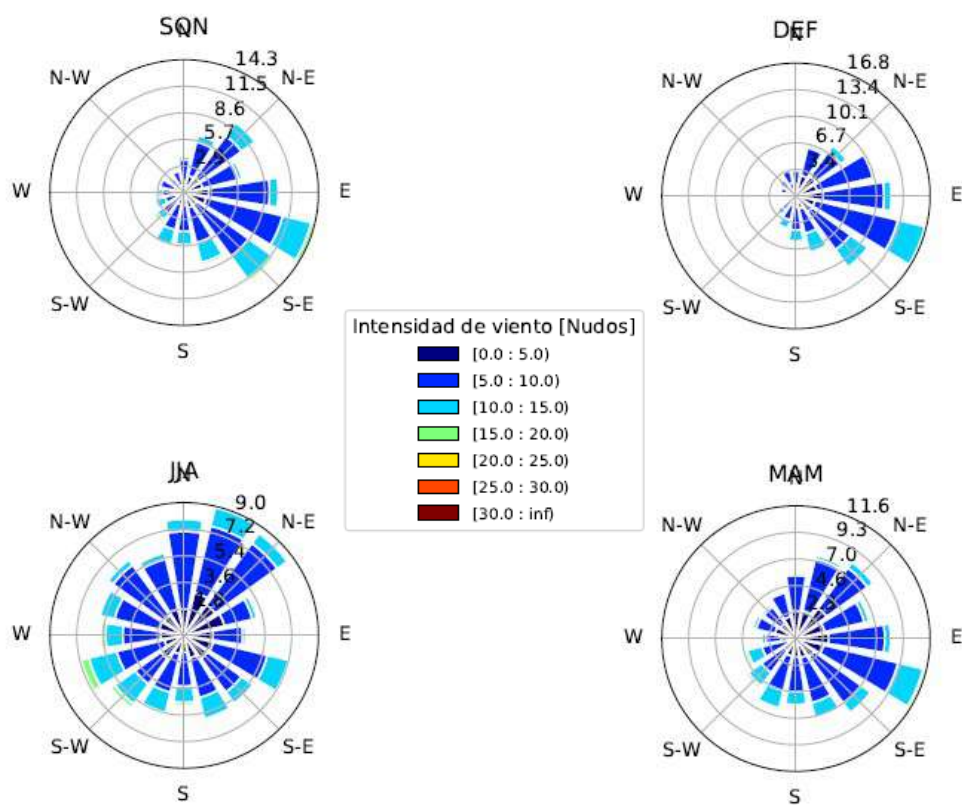 SON
N
14.3
N-W
N-E
11.5
8.6
5.7
W
E
S-W
S-E
S
DEF
N
16.8
N-W
N-E
13.4
10.1
6.7
W
E
S-W
S-E
S
Intensidad de viento [Nudos]
[0.0 : 5.0)
[5.0 : 10.0)
[10.0 : 15.0)
[15.0 : 20.0)
[20.0 : 25.0)
[25.0 : 30.0)
[30.0 : inf)
JJA
N
9.0
N-W
N-E
7.2
5.4
3.6
W
E
S-W
S-E
S
MAM
N
11.6
N-W
N-E
9.3
7.0
4.6
W
E
S-W
S-E
S